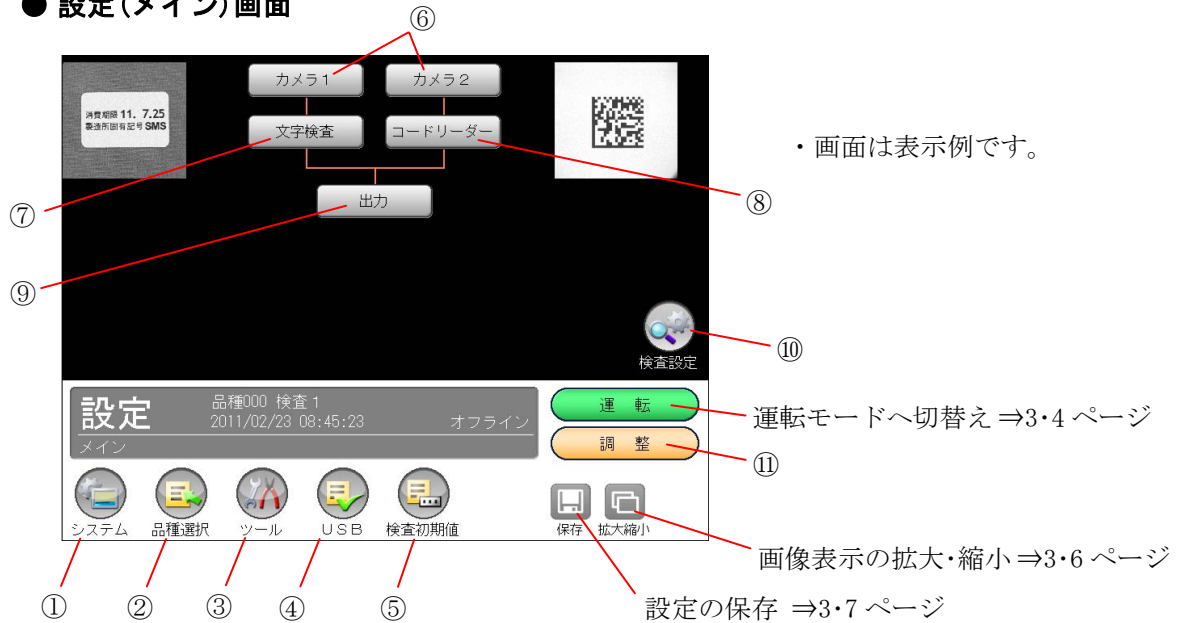 ● 設定(メイン)画面
⑥
カメラ1
カメラ2
消費期限 11. 7.25
製造所固有記号 SMS
文字検査
コードリーダー
・画面は表示例です。
⑦
出力
⑧
⑨
検査設定
⑩
設定
品種000 検査1
2011/02/23 08:45:23
オフライン
メイン
運 転
運転モードへ切替え⇒3・4 ページ
調 整
⑪
システム
品種選択
ツール
USB
検査初期値
保存
拡大縮小
画像表示の拡大・縮小⇒3・6 ページ
①
②
③
④
⑤
設定の保存 ⇒3・7 ページ